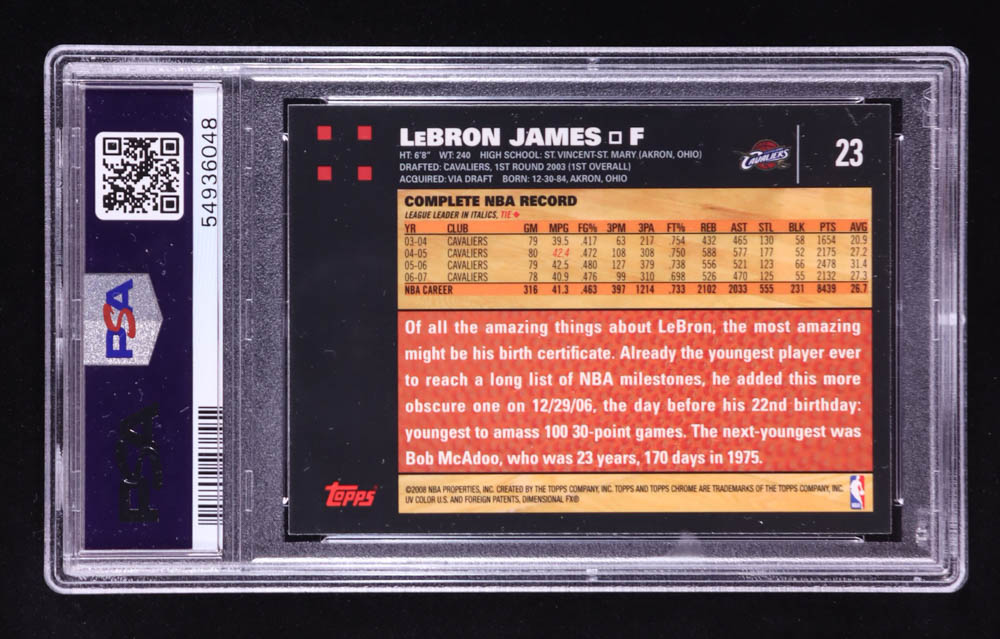 54936048
PSA
PSA
LeBRON JAMES □ F
HT: 6'8" WT: 240 HIGH SCHOOL: ST. VINCENT-ST. MARY (AKRON, OHIO)
DRAFTED: CAVALIERS, 1ST ROUND 2003 (1ST OVERALL)
ACQUIRED: VIA DRAFT BORN: 12-30-84, AKRON, OHIO
CAVALIERS
23
COMPLETE NBA RECORD
LEAGUE LEADER IN ITALICS, TIE ◆
YR CLUB GM MPG FG% 3PM 3PA FT% REB AST STL BLK PTS AVG
03-04 CAVALIERS 79 39.5 .417 63 217 .754 432 465 130 58 1654 20.9
04-05 CAVALIERS 80 42.4 .472 108 308 .750 588 577 177 52 2175 27.2
05-06 CAVALIERS 79 42.5 .480 127 379 .738 556 521 123 66 2478 31.4
06-07 CAVALIERS 78 40.9 .476 99 310 .698 526 470 125 55 2132 27.3
NBA CAREER 316 41.3 .463 397 1214 .733 2102 2033 555 231 8439 26.7
Of all the amazing things about LeBron, the most amazing
might be his birth certificate. Already the youngest player ever
to reach a long list of NBA milestones, he added this more
obscure one on 12/29/06, the day before his 22nd birthday:
youngest to amass 100 30-point games. The next-youngest was
Bob McAdoo, who was 23 years, 170 days in 1975.
Topps
©2008 NBA PROPERTIES, INC. CREATED BY THE TOPPS COMPANY, INC. TOPPS AND TOPPS CHROME ARE TRADEMARKS OF THE TOPPS COMPANY, INC.
UV COLOR U.S. AND FOREIGN PATENTS, DIMENSIONAL FX®
NBA